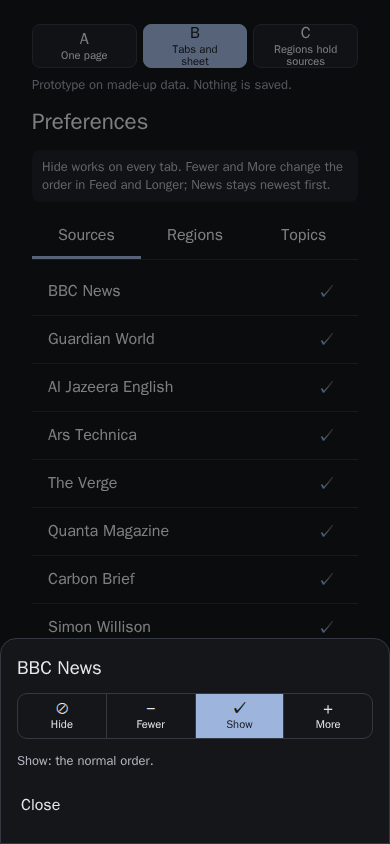 A
One page
B
Tabs and
sheet
C
Regions hold
sources
Prototype on made-up data. Nothing is saved.
Preferences
Hide works on every tab. Fewer and More change the
order in Feed and Longer; News stays newest first.
Sources
Regions
Topics
BBC News ✓
Guardian World ✓
Al Jazeera English ✓
Ars Technica ✓
The Verge ✓
Quanta Magazine ✓
Carbon Brief ✓
Simon Willison ✓
BBC News
⊘
Hide
−
Fewer
✓
Show
+
More
Show: the normal order.
Close